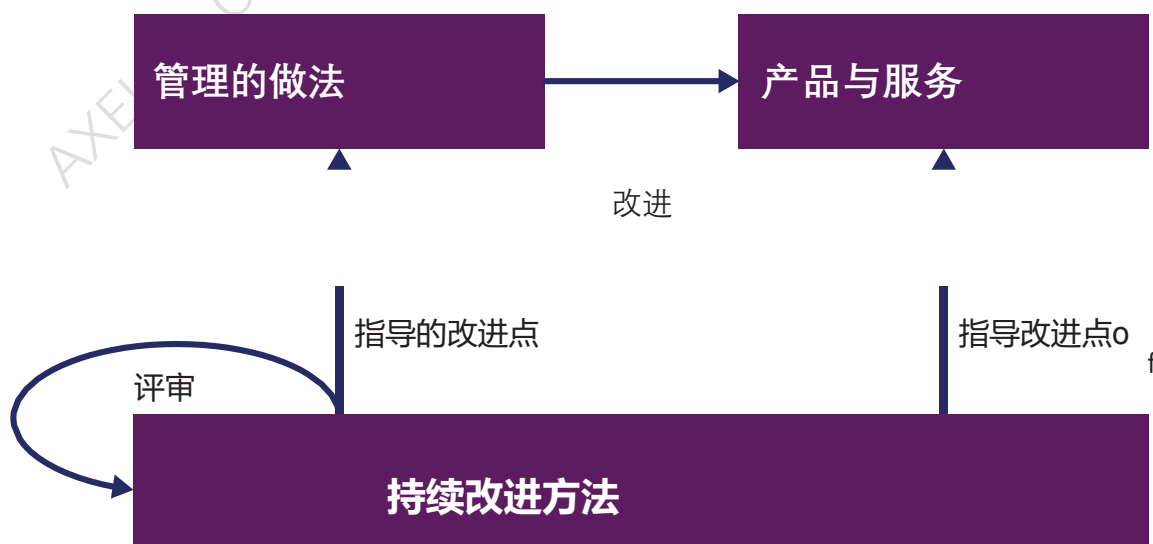 管理的做法
产品与服务
改进
指导的改进点
指导改进点o
f
评审
持续改进方法